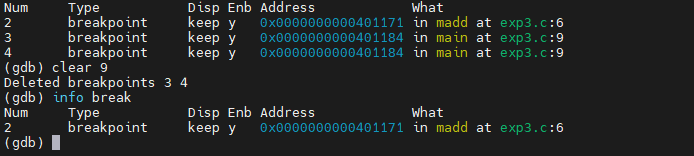 Num     Type           Disp Enb Address            What
2       breakpoint     keep y   0x0000000000401171 in madd at exp3.c:6
3       breakpoint     keep y   0x0000000000401184 in main at exp3.c:9
4       breakpoint     keep y   0x0000000000401184 in main at exp3.c:9
(gdb) clear 9
Deleted breakpoints 3 4
(gdb) info break
Num     Type           Disp Enb Address            What
2       breakpoint     keep y   0x0000000000401171 in madd at exp3.c:6
(gdb)